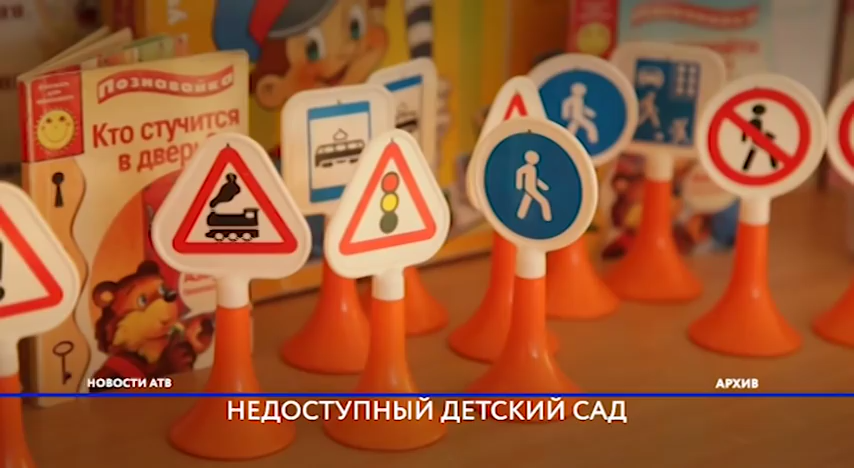 Познавайка
Кто стучится
в дверь
НОВОСТИ АТВ
АРХИВ
НЕДОСТУПНЫЙ ДЕТСКИЙ САД